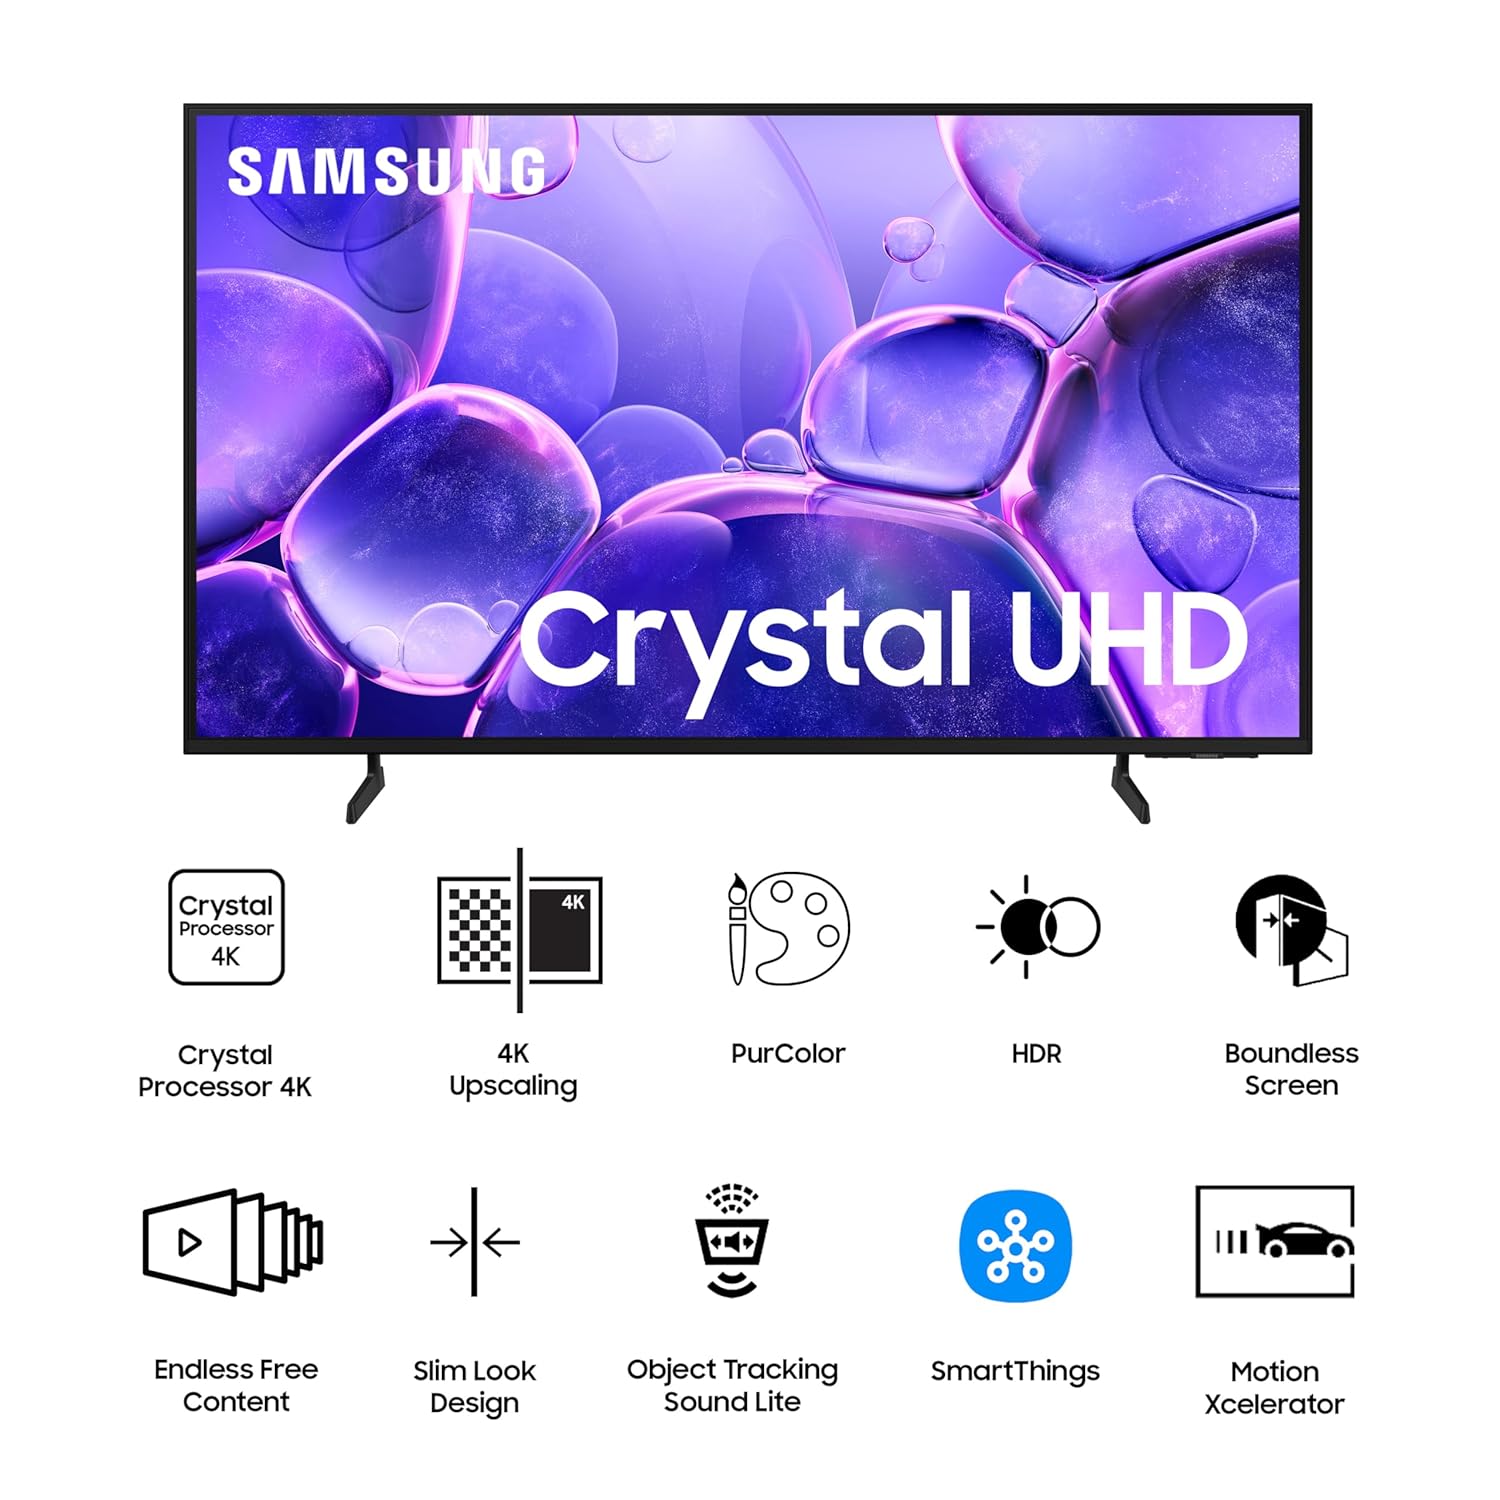 SAMSUNG
Crystal UHD
Crystal
Processor
4K
4K
Crystal
Processor 4K
4K
Upscaling
PurColor
HDR
Boundless
Screen
Endless Free
Content
Slim Look
Design
Object Tracking
Sound Lite
SmartThings
Motion
Xcelerator